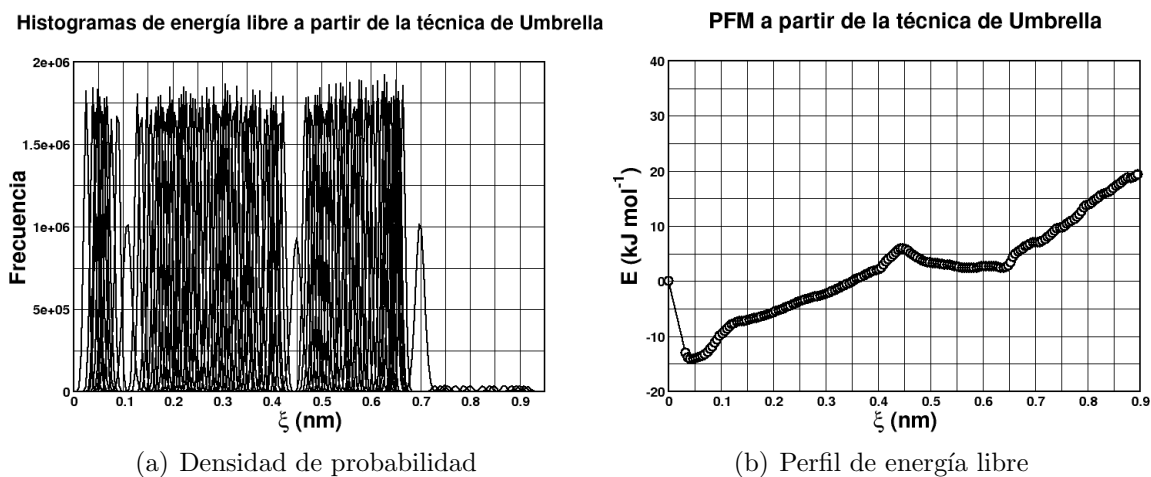 Histogramas de energía libre a partir de la técnica de Umbrella
2e+06
1.5e+06
1e+06
5e+05
0
Frecuencia
0 0.1 0.2 0.3 0.4 0.5 0.6 0.7 0.8 0.9
ξ (nm)
(a) Densidad de probabilidad
PFM a partir de la técnica de Umbrella
40
30
20
10
0
-10
-20
E (kJ mol⁻¹)
0 0.1 0.2 0.3 0.4 0.5 0.6 0.7 0.8 0.9
ξ (nm)
(b) Perfil de energía libre